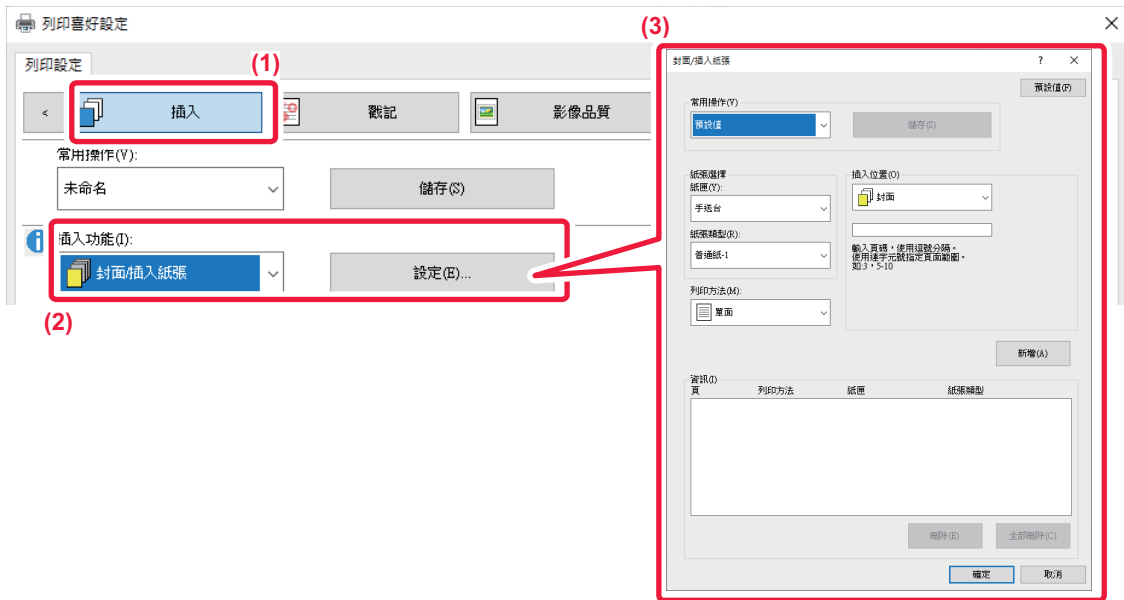 列印喜好設定
列印設定
(1)
(3)
< 插入 戳記 影像品質
常用操作(V):
未命名 儲存(S)
插入功能(I):
封面/插入紙張 設定(E)...
(2)
封面/插入紙張 ?
預設值(F)
常用操作(Y)
預設值 儲存(S)
紙張選擇
紙匣(Y):
手送台
紙張類型(R):
普通紙-1
列印方法(M):
單面
插入位置(O)
封面
輸入頁碼，使用逗號分隔。
使用連字元號指定頁面範圍。
如:3，5-10
新增(A)
資訊(I)
頁 列印方法 紙匣 紙張類型
刪除(E) 全部刪除(C)
確定 取消